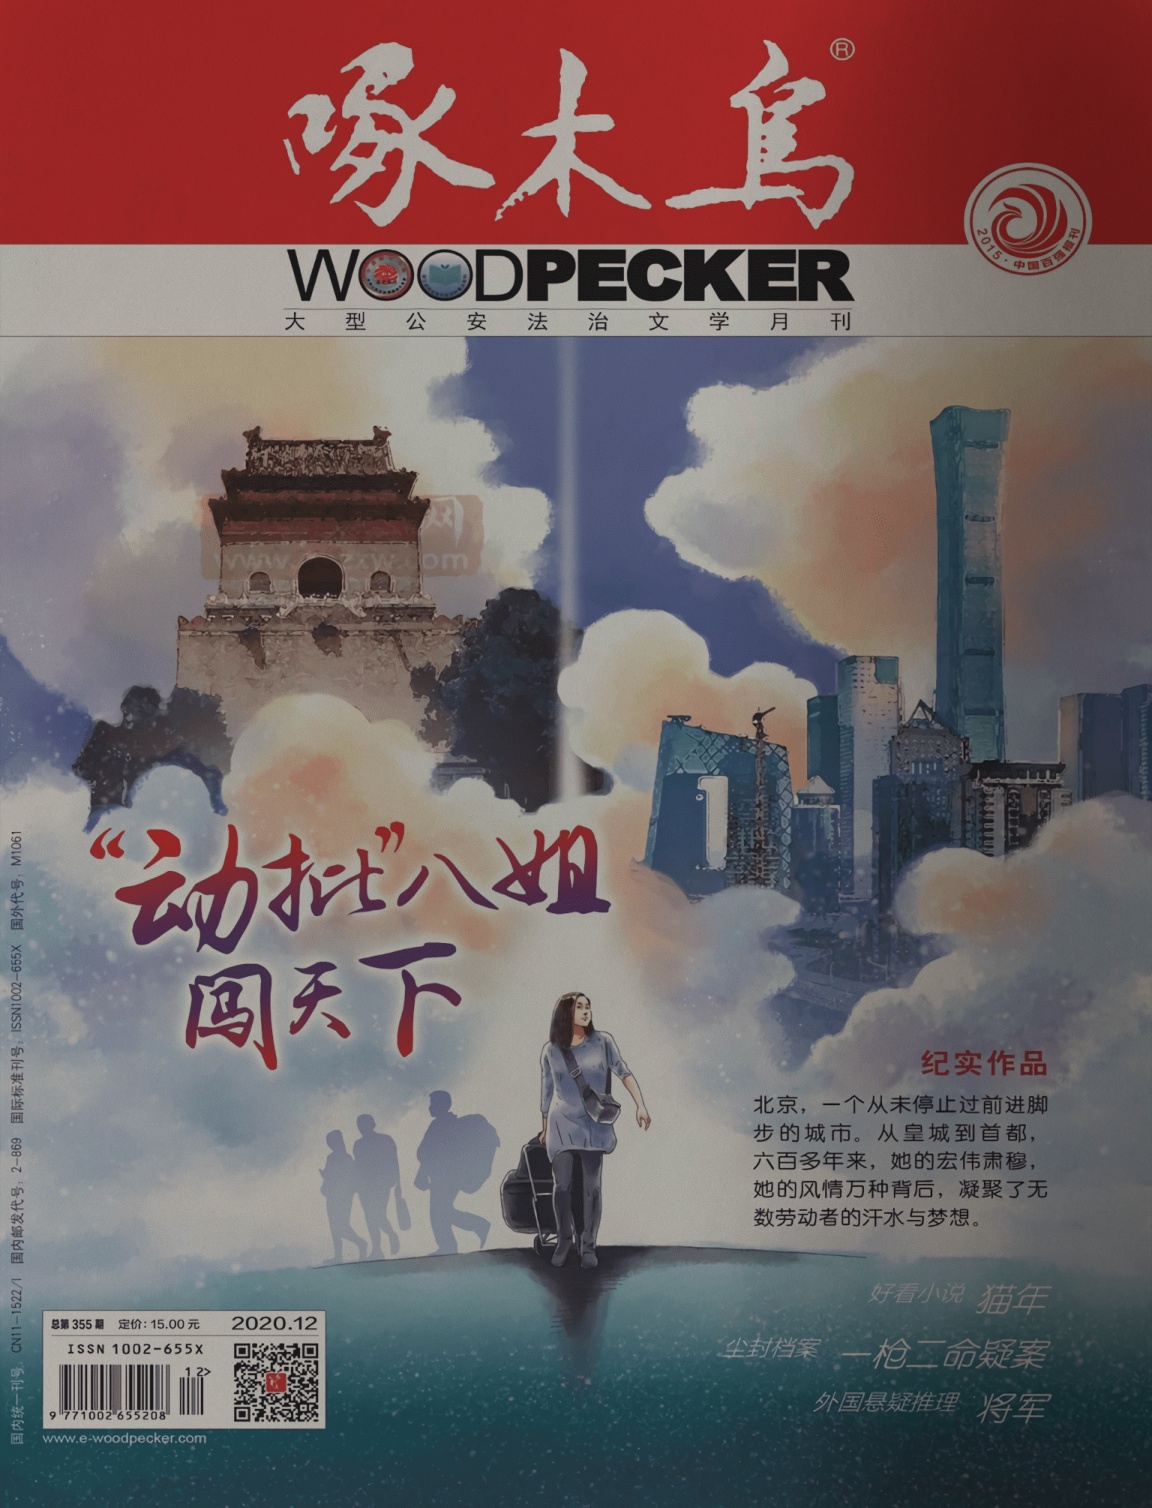 啄木鸟®
2015·中国百强报刊
WOODPECKER
大型公安法治文学月刊
网
“动批”八姐
闯天下
纪实作品
北京，一个从未停止过前进脚
步的城市。从皇城到首都，
六百多年来，她的宏伟肃穆，
她的风情万种背后，凝聚了无
数劳动者的汗水与梦想。
好看小说 猫年
尘封档案 一枪二命疑案
外国悬疑推理 将军
总第 355 期 定价：15.00 元 2020.12
ISSN 1002-655X
12>
9 771002 655208
www.e-woodpecker.com
国内统一刊号：CN11-1522/1 国内邮发代号：2-869 国际标准刊号：ISSN1002-655X 国外代号：M1061